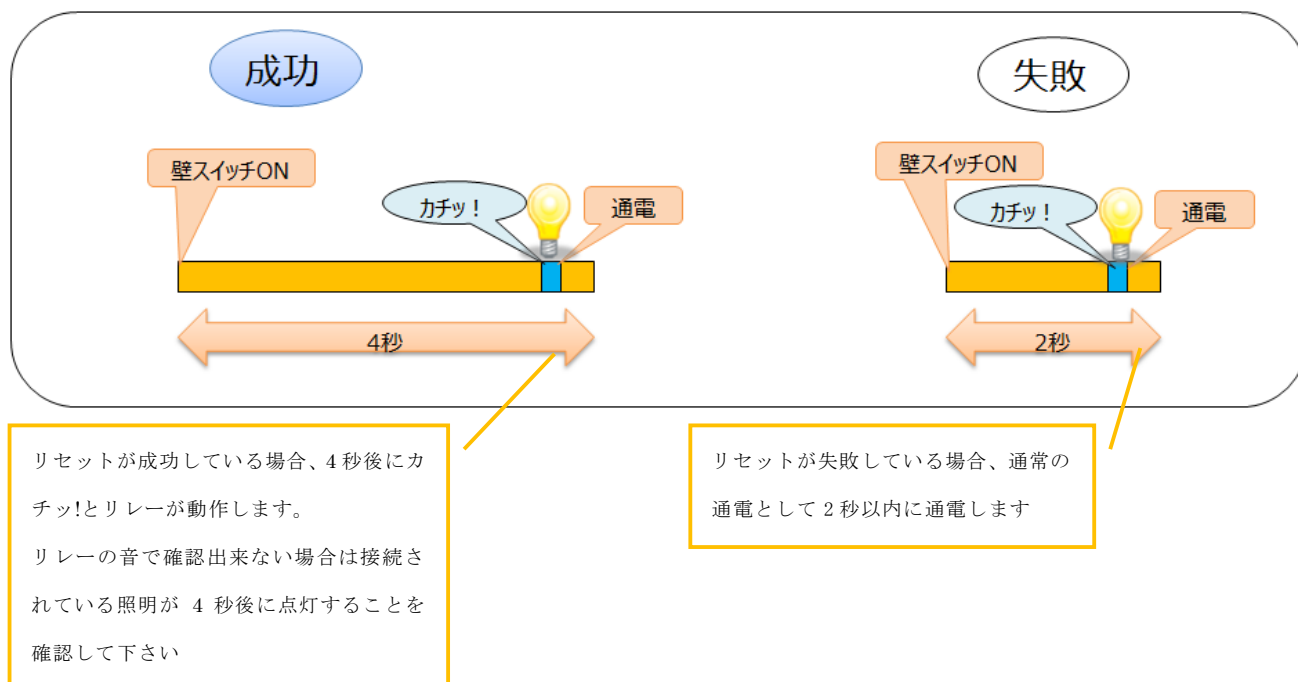 成功
失敗
壁スイッチON
カチッ！
通電
4秒
壁スイッチON
カチッ！
通電
2秒
リセットが成功している場合、4秒後にカ
チッ!とリレーが動作します。
リレーの音で確認出来ない場合は接続さ
れている照明が 4 秒後に点灯することを
確認して下さい
リセットが失敗している場合、通常の
通電として 2 秒以内に通電します